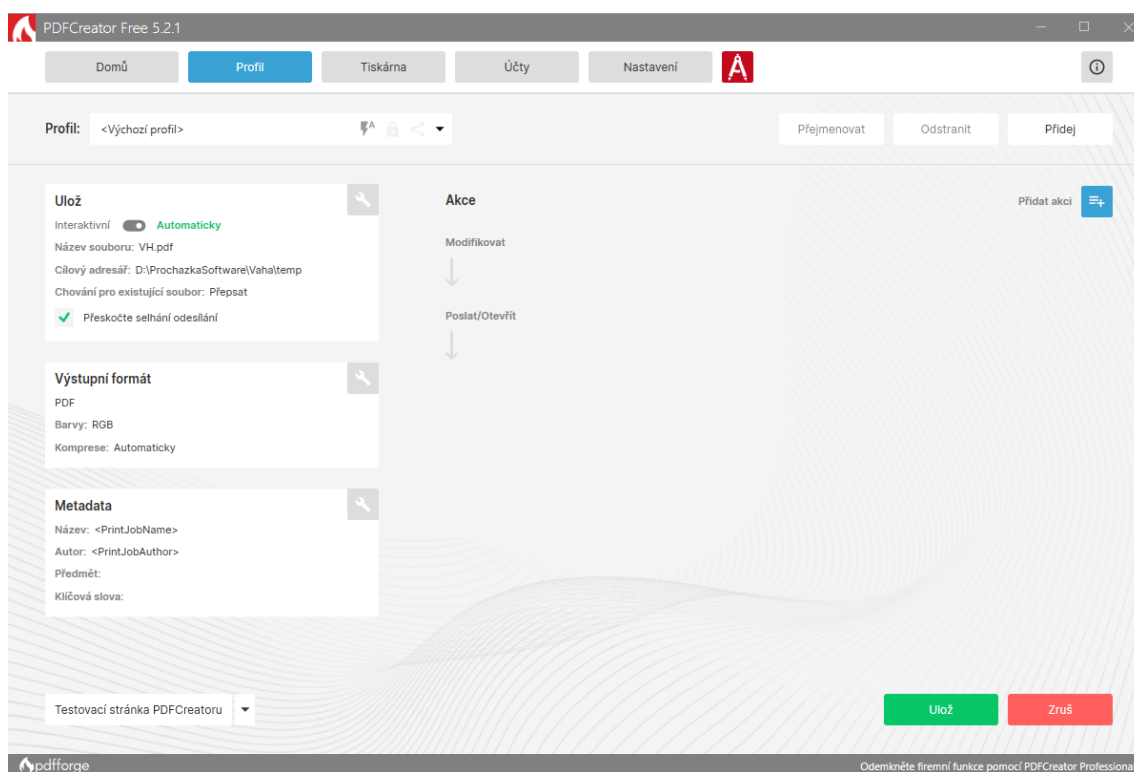 PDFCreator Free 5.2.1
Domů Profil Tiskárna Účty Nastavení
Profil: <Výchozí profil> A Přejmenovat Odstranit Přidej
Ulož
Interaktivní Automaticky
Název souboru: VH.pdf
Cílový adresář: D:\ProchazkaSoftware\Vaha\temp
Chování pro existující soubor: Přepsat
Přeskočte selhání odesílání
Výstupní formát
PDF
Barvy: RGB
Komprese: Automaticky
Metadata
Název: <PrintJobName>
Autor: <PrintJobAuthor>
Předmět:
Klíčová slova:
Akce Přidat akci
Modifikovat
Poslat/Otevřít
Testovací stránka PDFCreatoru Ulož Zruš
pdfforge Odemkněte firemní funkce pomocí PDFCreator Professional